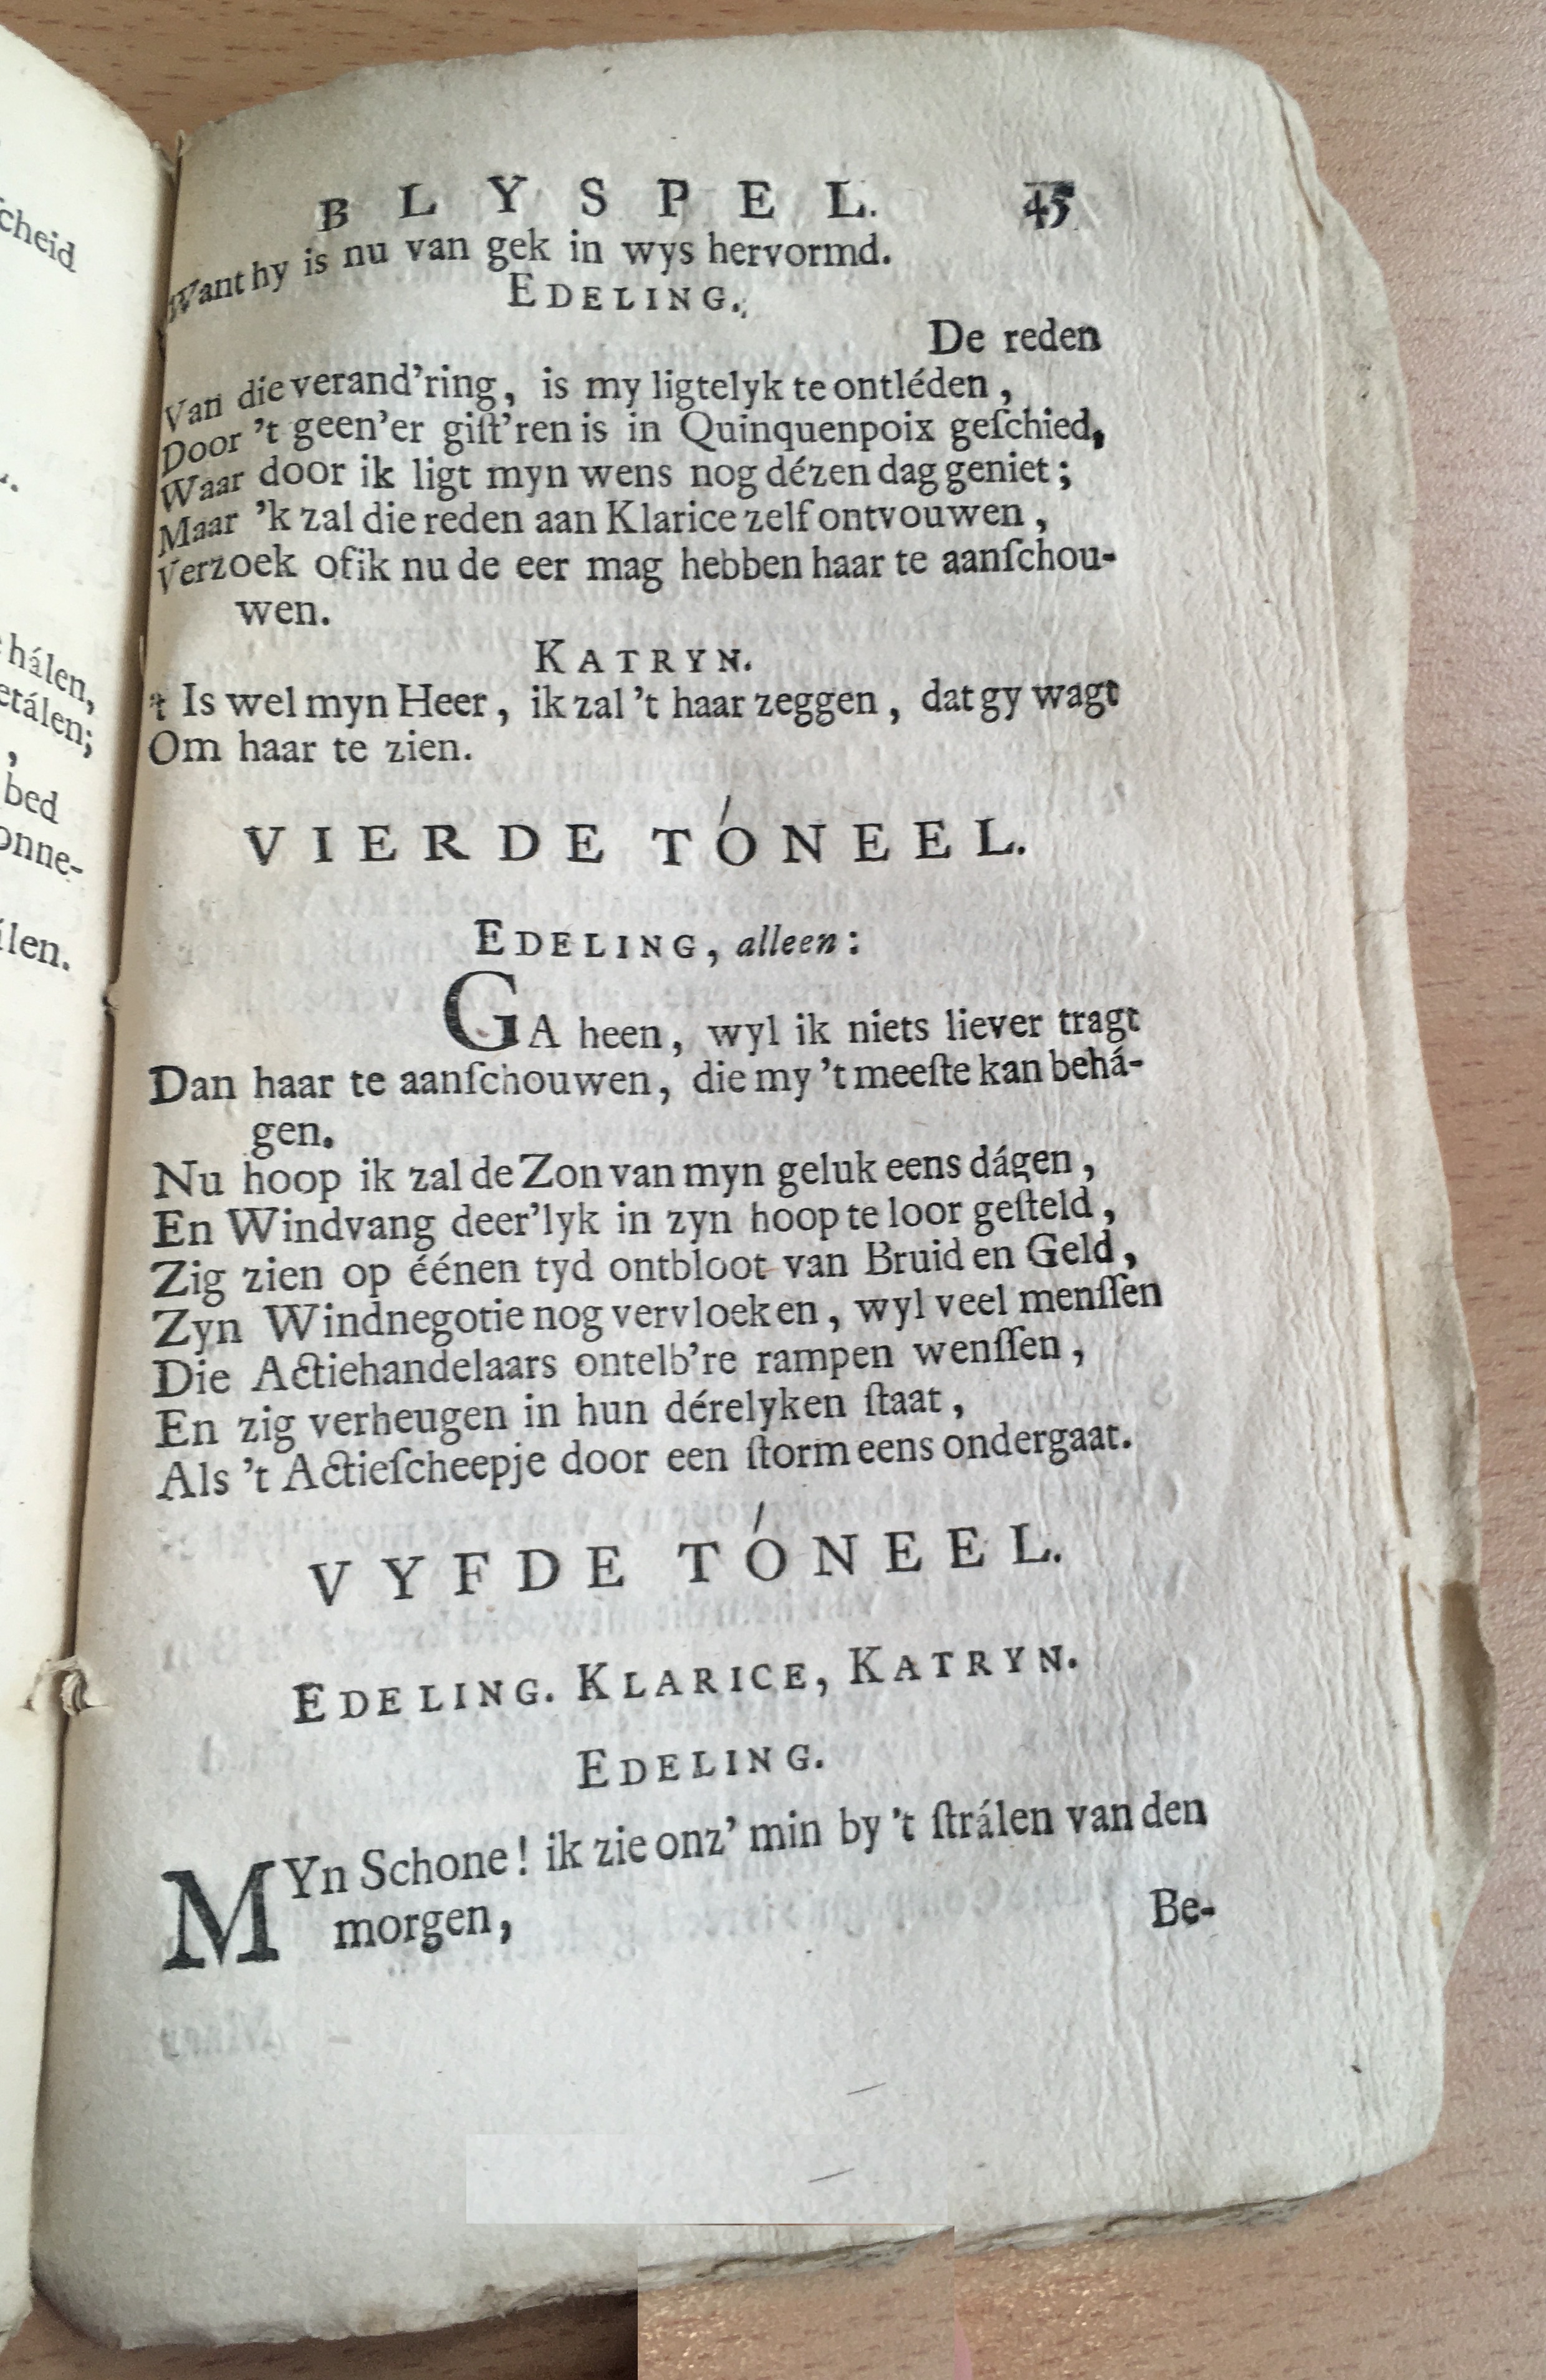 cheid
hálen,
etálen;
,
bed
onne-
len.
BLYSPEL. 45
Want hy is nu van gek in wys hervormd.
EDELING.
De reden
Van die verand'ring, is my ligtelyk te ontléden,
Door 't geen'er giſt'ren is in Quinquenpoix geſchied,
Waar door ik ligt myn wens nog dézen dag geniet;
Maar 'k zal die reden aan Klarice zelf ontvouwen,
Verzoek of ik nu de eer mag hebben haar te aanſchou-
wen.
KATRYN.
't Is wel myn Heer, ik zal 't haar zeggen, dat gy wagt
Om haar te zien.
VIERDE TÓNEEL.
EDELING, alleen:
GA heen, wyl ik niets liever tragt
Dan haar te aanſchouwen, die my 't meeſte kan behá-
gen.
Nu hoop ik zal de Zon van myn geluk eens dágen,
En Windvang deer'lyk in zyn hoop te loor geſteld,
Zig zien op éénen tyd ontbloot van Bruid en Geld,
Zyn Windnegotie nog vervloeken, wyl veel menſſen
Die Actiehandelaars ontelb're rampen wenſſen,
En zig verheugen in hun dérelyken ſtaat,
Als 't Actieſcheepje door een ſtorm eens ondergaat.
VYFDE TÓNEEL.
EDELING. KLARICE, KATRYN.
EDELING.
MYn Schone! ik zie onz' min by 't ſtrálen van den
morgen,
Be-